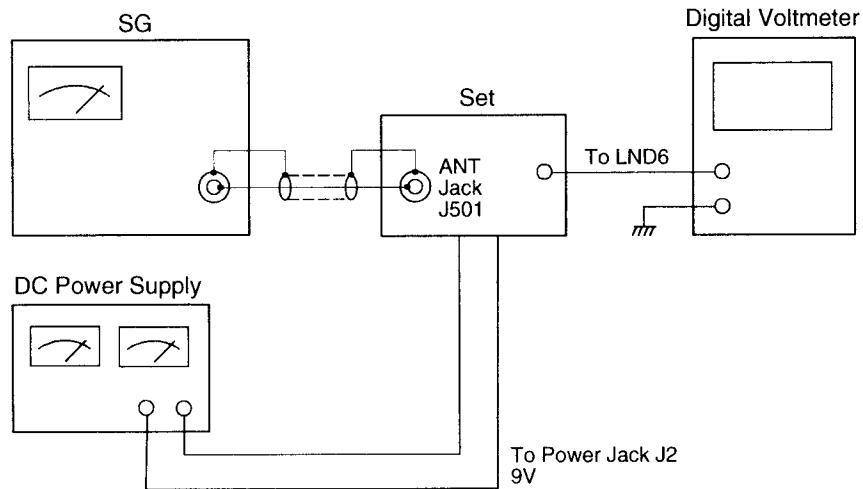 SG
Digital Voltmeter
Set
ANT
Jack
J501
To LND6
DC Power Supply
To Power Jack J2
9V